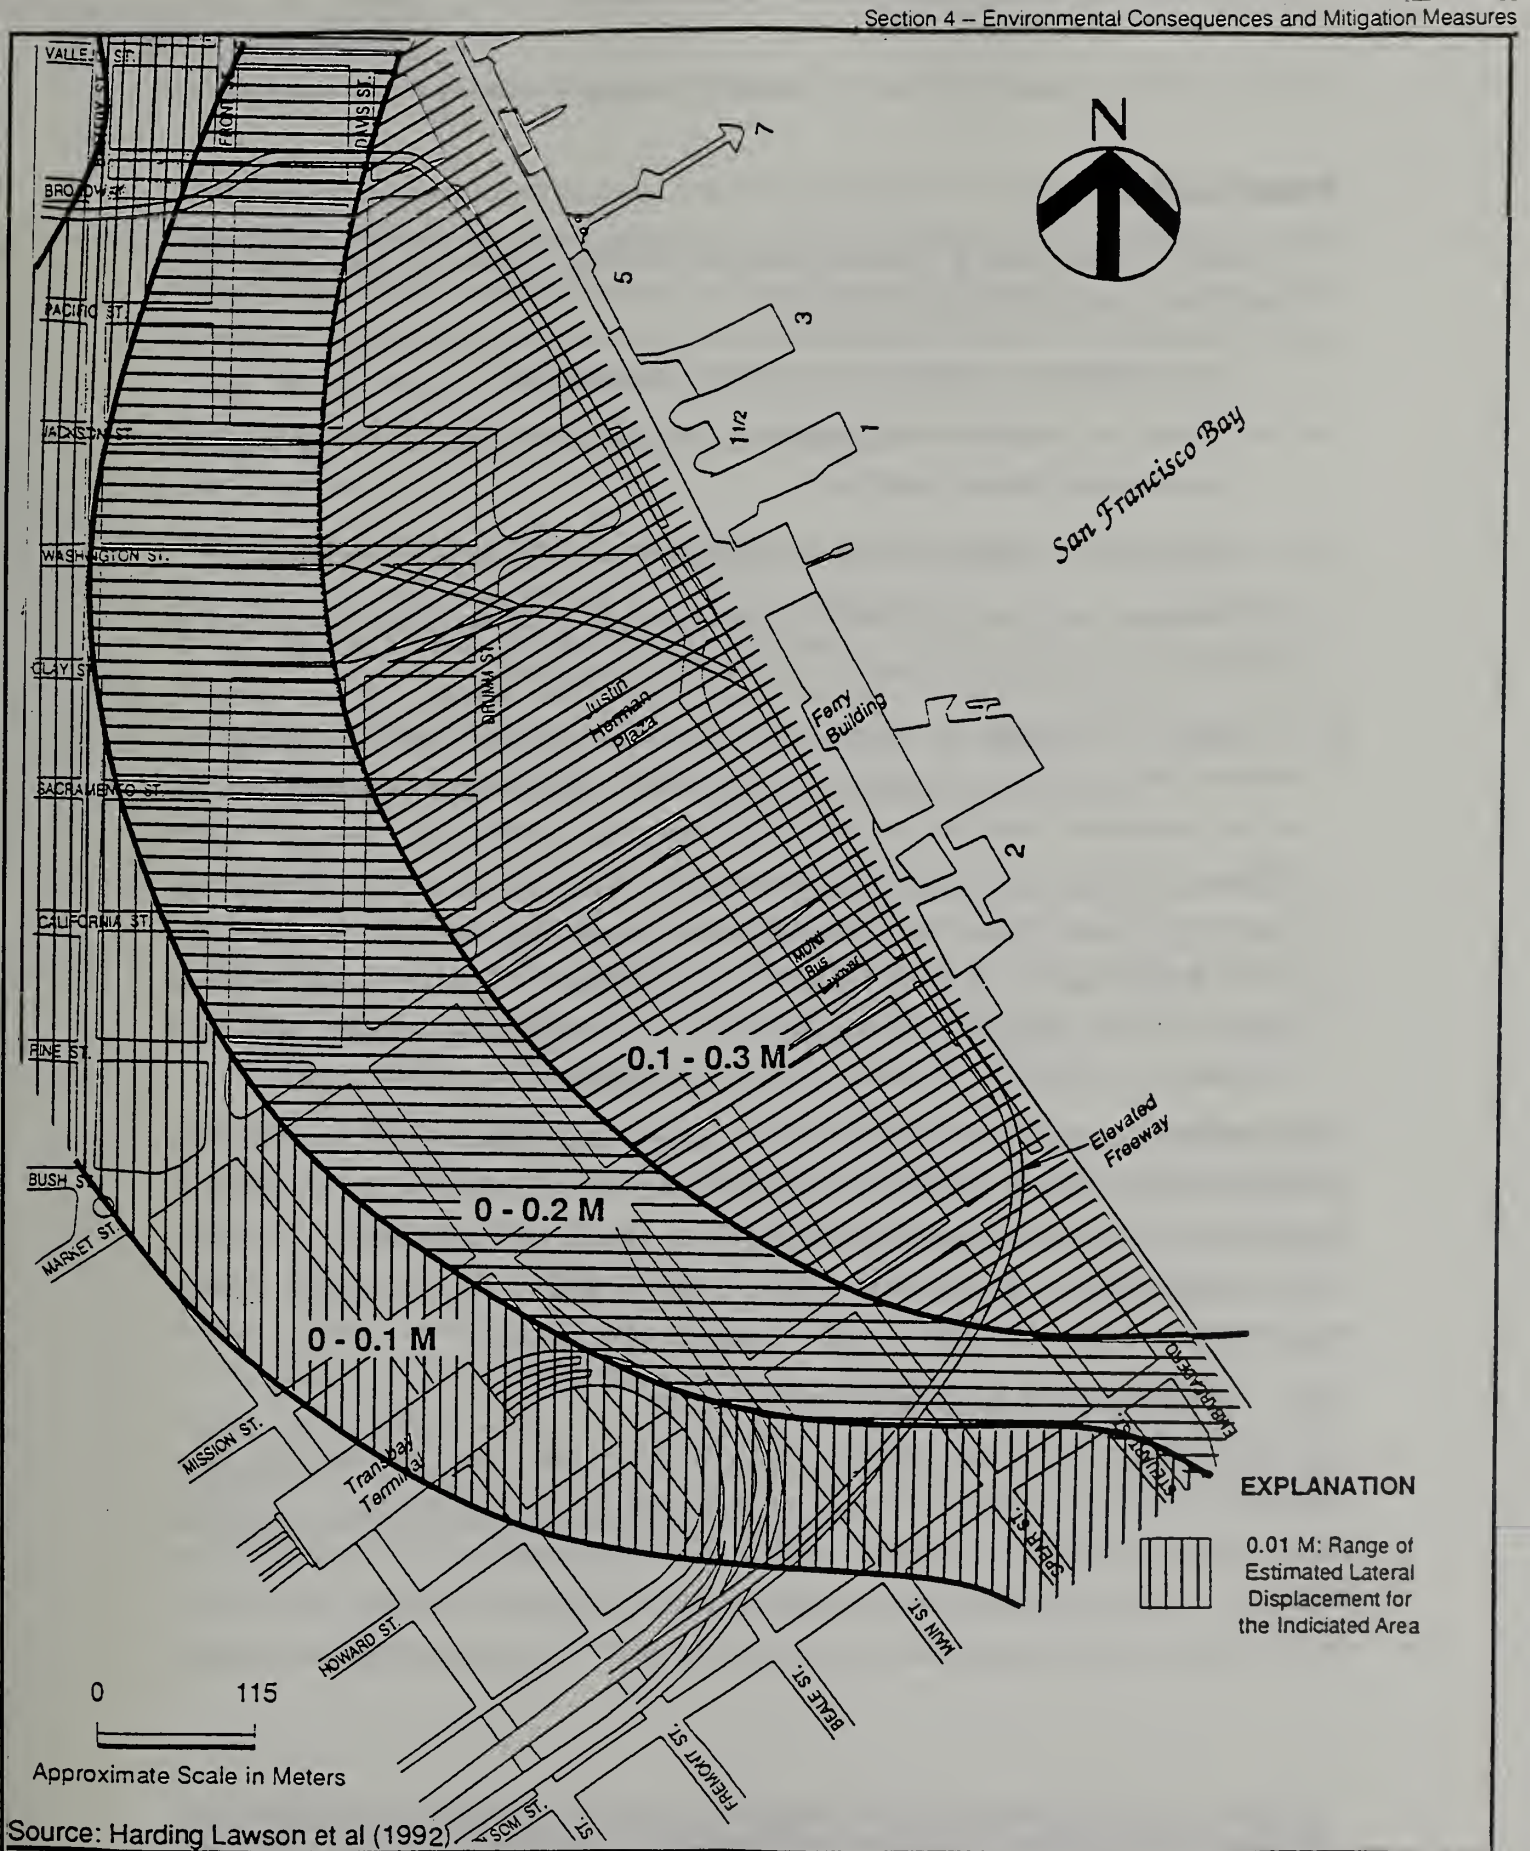 Section 4 – Environmental Consequences and Mitigation Measures
VALLEJ ST.
FRONT
DAVIS ST.
7
N
PACIFIC ST.
5
3
JACKSON ST.
1 1/2
1
San Francisco Bay
WASHINGTON ST.
CLAY ST
DRUMM ST.
Justin
Herman
Plaza
Ferry
Building
SACRAMENTO ST.
2
CALIFORNIA ST.
MUNI
Bus
Layover
PINE ST.
0.1 - 0.3 M
Elevated
Freeway
BUSH ST.
MARKET ST.
0 - 0.2 M
0 - 0.1 M
EMBARCADERO
MISSION ST.
Transbay
Terminal
STEUART ST.
SPEAR ST.
EXPLANATION
0.01 M: Range of
Estimated Lateral
Displacement for
the Indiciated Area
HOWARD ST.
MAIN ST.
BEALE ST.
FREMONT ST.
SOM ST.
ST.
0 115
Approximate Scale in Meters
Source: Harding Lawson et al (1992)